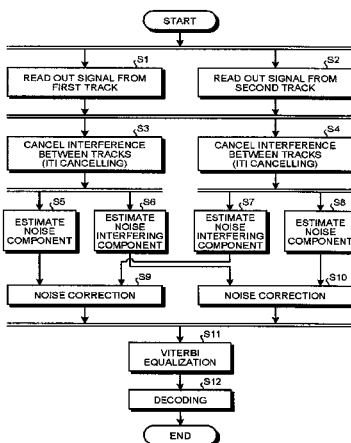 START
S1
READ OUT SIGNAL FROM
FIRST TRACK
S2
READ OUT SIGNAL FROM
SECOND TRACK
S3
CANCEL INTERFERENCE
BETWEEN TRACKS
(ITI CANCELLING)
S4
CANCEL INTERFERENCE
BETWEEN TRACKS
(ITI CANCELLING)
S5
ESTIMATE
NOISE
COMPONENT
S6
ESTIMATE
NOISE
INTERFERING
COMPONENT
S7
ESTIMATE
NOISE
INTERFERING
COMPONENT
S8
ESTIMATE
NOISE
COMPONENT
S9
NOISE CORRECTION
S10
NOISE CORRECTION
S11
VITERBI
EQUALIZATION
S12
DECODING
END